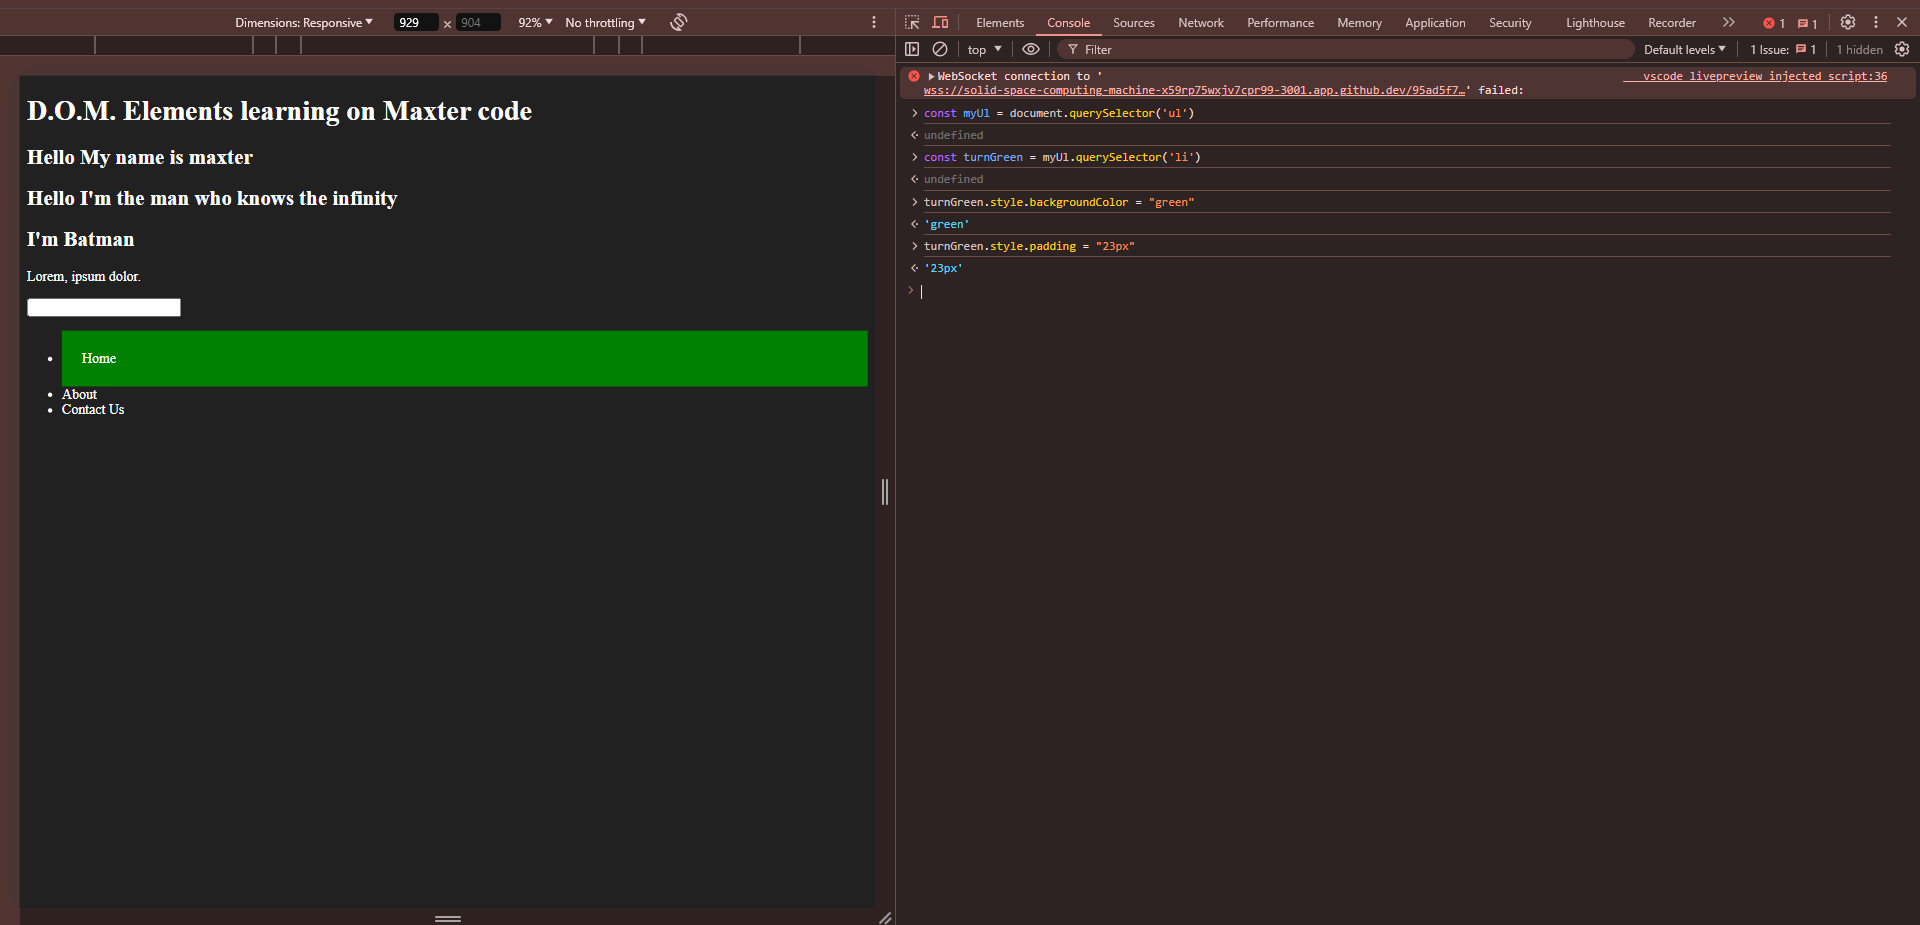 Dimensions: Responsive 929 × 904 92% No throttling
D.O.M. Elements learning on Maxter code
Hello My name is maxter
Hello I'm the man who knows the infinity
I'm Batman
Lorem, ipsum dolor.
Home
About
Contact Us
Elements Console Sources Network Performance Memory Application Security Lighthouse Recorder 1 1
top Filter Default levels 1 Issue: 1 1 hidden
WebSocket connection to ' ___vscode_livepreview_injected_script:36
wss://solid-space-computing-machine-x59rp75wxjv7cpr99-3001.app.github.dev/95ad5f7…' failed:
const myUl = document.querySelector('ul')
undefined
const turnGreen = myUl.querySelector('li')
undefined
turnGreen.style.backgroundColor = "green"
'green'
turnGreen.style.padding = "23px"
'23px'